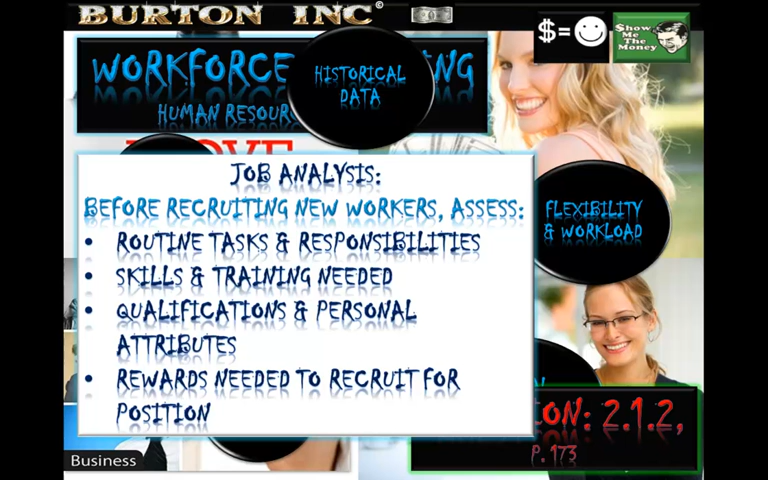 BURTON INC©
$=
Show
Me
The
Money
WORKFORCE
HUMAN
HISTORICAL
DATA
JOB ANALYSIS:
BEFORE RECRUITING NEW WORKERS, ASSESS:
• ROUTINE TASKS & RESPONSIBILITIES
• SKILLS & TRAINING NEEDED
• QUALIFICATIONS & PERSONAL
ATTRIBUTES
• REWARDS NEEDED TO RECRUIT FOR
POSITION
FLEXIBILITY
& WORKLOAD
2.1.2,
P. 173
Business